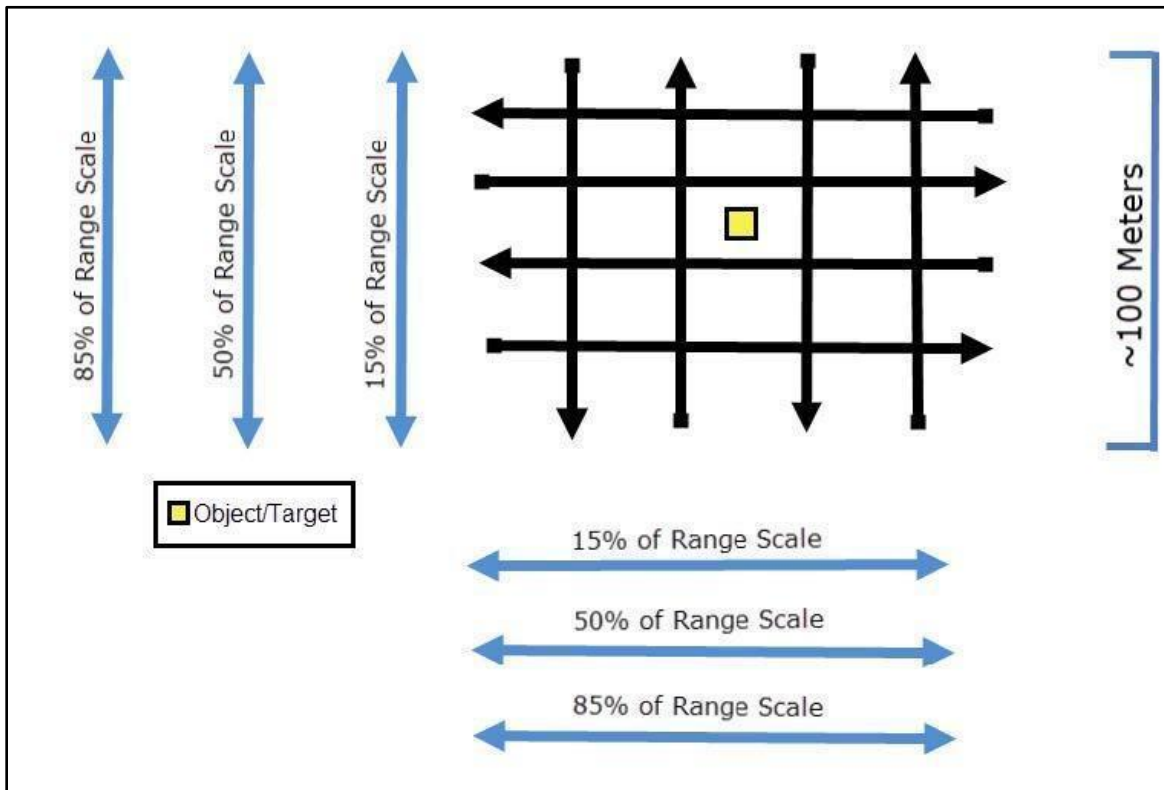 85% of Range Scale
50% of Range Scale
15% of Range Scale
~100 Meters
Object/Target
15% of Range Scale
50% of Range Scale
85% of Range Scale